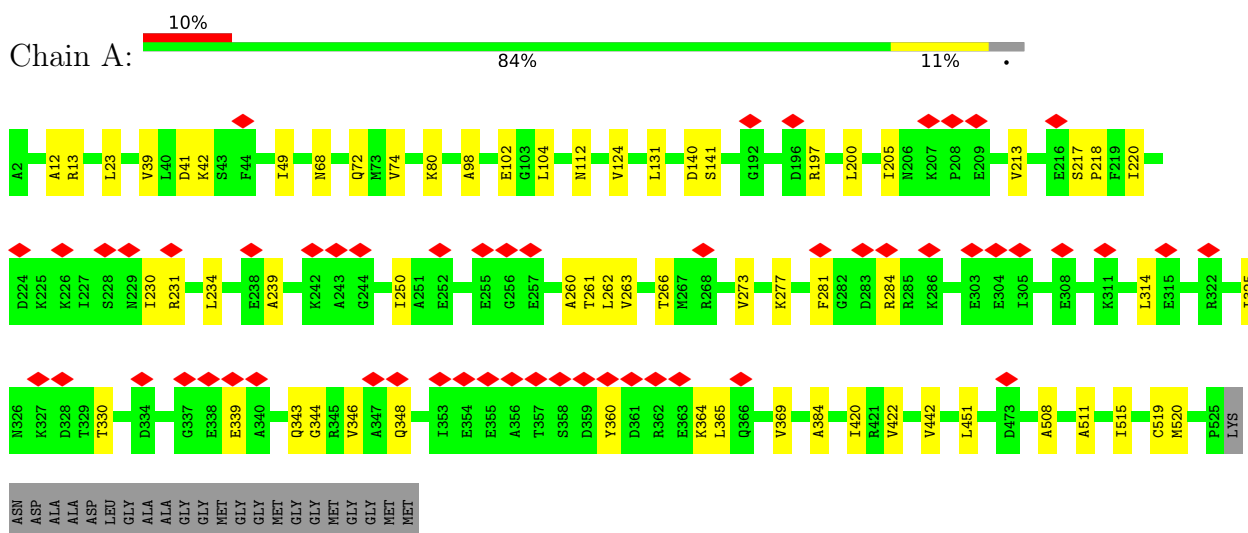 10%
Chain A:
84% 11% •
A2 A12 R13 L23 V39 L40 D41 K42 S43 F44 I49 N68 Q72 M73 V74 K80 A98 E102 G103 L104 N112 V124 L131 D140 S141 G192 D196 R197 L200 I205 N206 K207 P208 E209 V213 E216 S217 P218 F219 I220
D224 K225 K226 I227 S228 N229 I230 R231 L234 E238 A239 K242 A243 G244 I250 A251 E252 E255 G256 E257 A260 T261 L262 V263 T266 M267 R268 V273 K277 F281 G282 D283 R284 R285 K286 E303 E304 I305 E308 K311 L314 E315 R322 I325
N326 K327 D328 T329 T330 D334 G337 E338 E339 A340 Q343 G344 R345 V346 A347 Q348 I353 E354 E355 A356 T357 S358 D359 Y360 D361 R362 E363 K364 L365 Q366 V369 A384 I420 R421 V422 V442 L451 D473 A508 A511 I515 C519 M520 P525 LYS
ASN ASP ALA ALA ASP LEU GLY ALA ALA GLY GLY MET GLY GLY MET GLY GLY MET GLY GLY MET MET